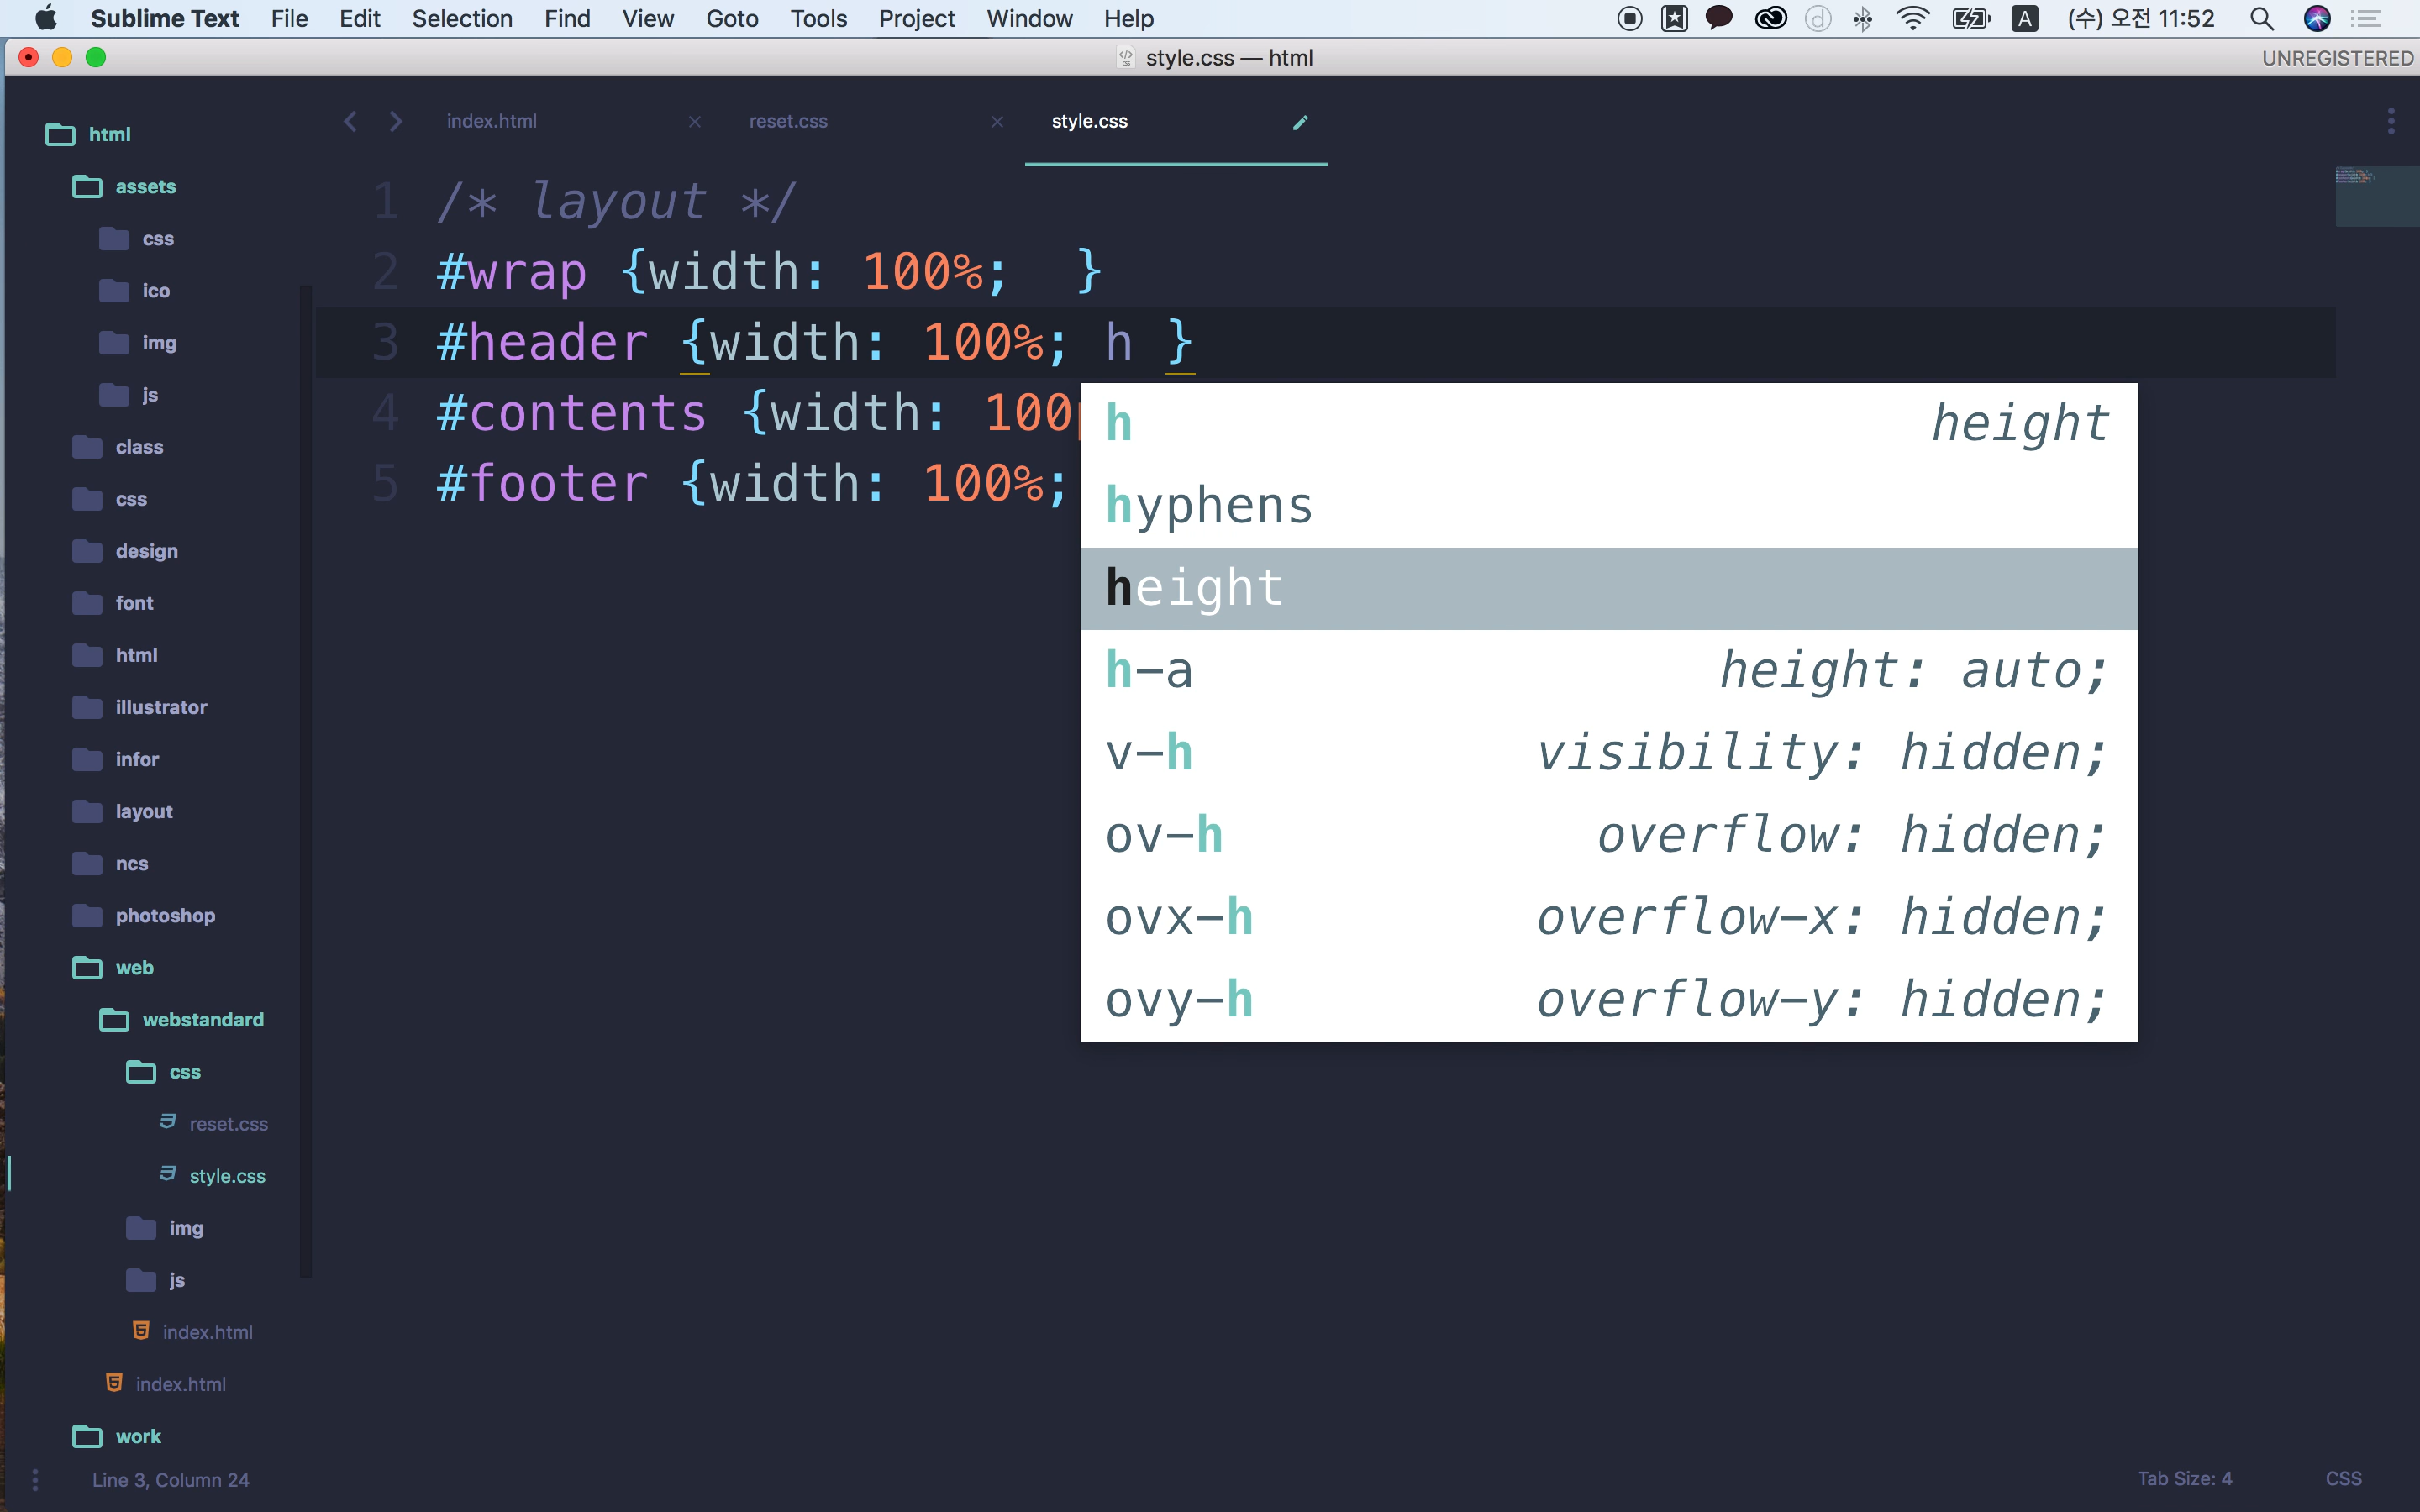 Sublime Text File Edit Selection Find View Goto Tools Project Window Help A (수) 오전 11:52
style.css — html UNREGISTERED
html
assets
css
ico
img
js
class
css
design
font
html
illustrator
infor
layout
ncs
photoshop
web
webstandard
css
reset.css
style.css
img
js
index.html
index.html
work
index.html reset.css style.css
1 /* layout */
2 #wrap {width: 100%;  }
3 #header {width: 100%; h }
4 #contents {width: 100
5 #footer {width: 100%;
h height
hyphens
height
h-a height: auto;
v-h visibility: hidden;
ov-h overflow: hidden;
ovx-h overflow-x: hidden;
ovy-h overflow-y: hidden;
Line 3, Column 24 Tab Size: 4 CSS